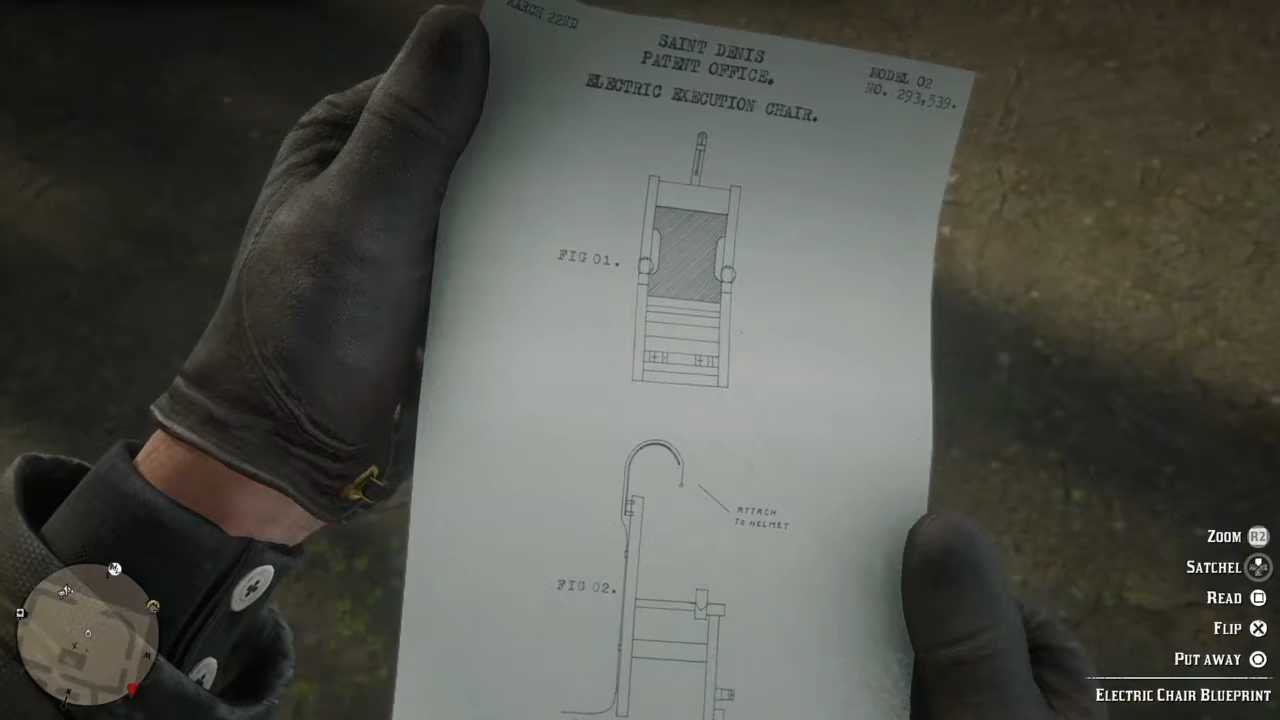 MARCH 22ND
SAINT DENIS
PATENT OFFICE.
ELECTRIC EXECUTION CHAIR.
MODEL 02
NO. 293,539.
FIG 01.
ATTACH
TO HELMET
FIG 02.
ZOOM R2
SATCHEL
READ
FLIP
PUT AWAY
ELECTRIC CHAIR BLUEPRINT